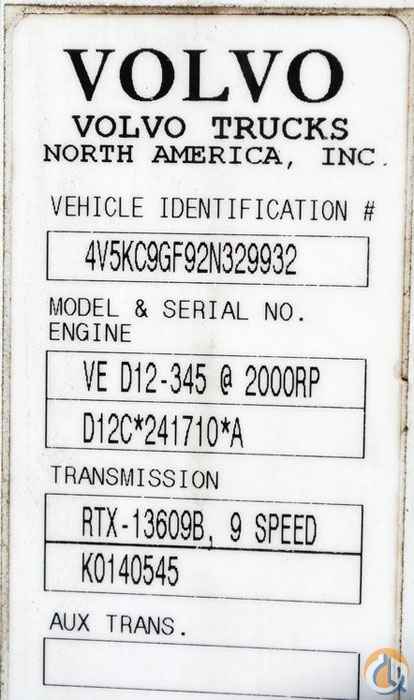 VOLVO
VOLVO TRUCKS
NORTH AMERICA, INC.
VEHICLE IDENTIFICATION #
4V5KC9GF92N329932
MODEL & SERIAL NO.
ENGINE
VE D12-345 @ 2000RP
D12C*241710*A
TRANSMISSION
RTX-13609B, 9 SPEED
K0140545
AUX TRANS.